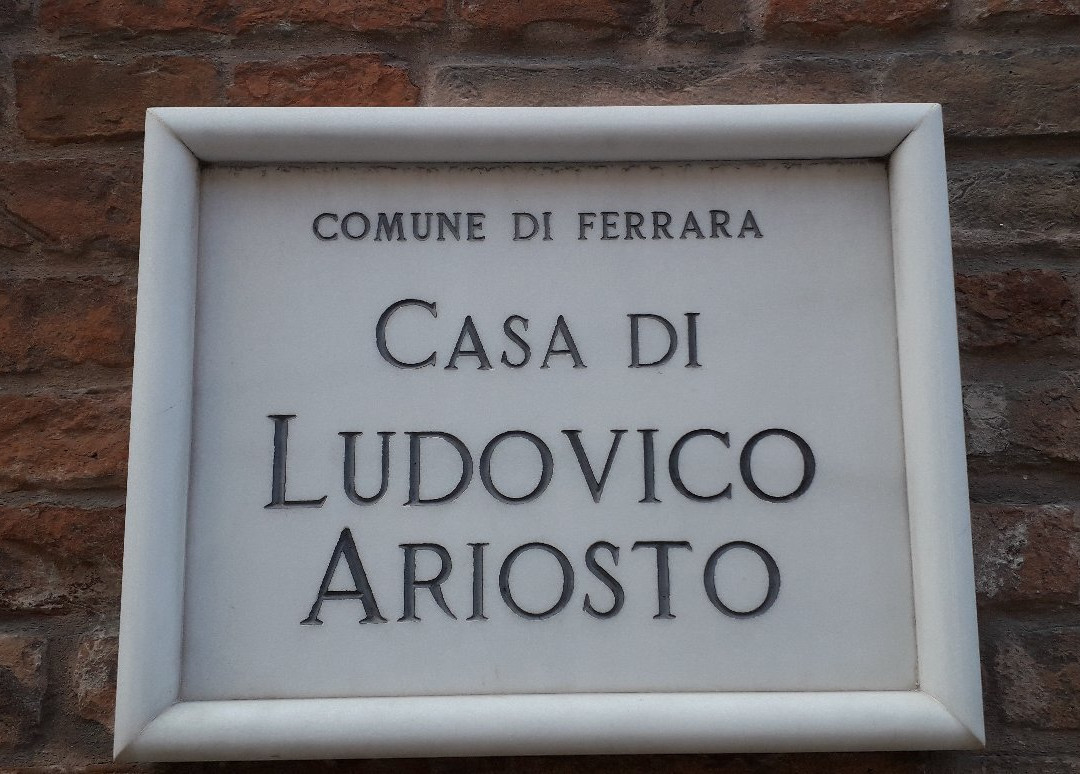 COMUNE DI FERRARA
CASA DI
LUDOVICO
ARIOSTO